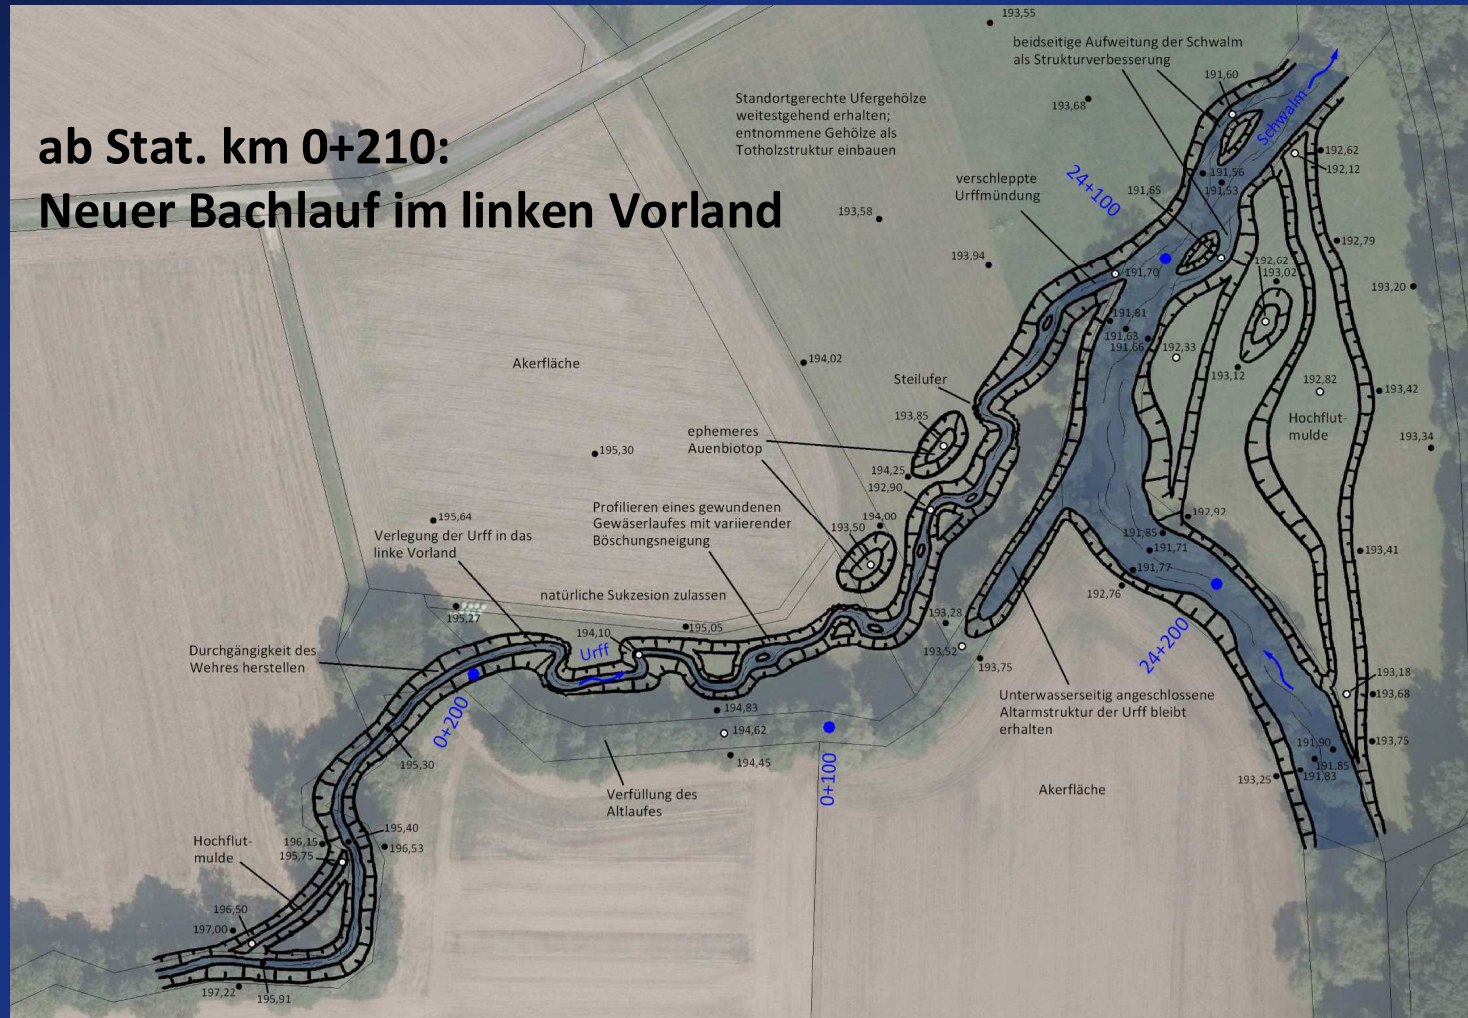 ab Stat. km 0+210:
Neuer Bachlauf im linken Vorland
193,55
beidseitige Aufweitung der Schwalm
als Strukturverbesserung
191,60
193,68
Standortgerechte Ufergehölze
weitestgehend erhalten;
entnommene Gehölze als
Totholzstruktur einbauen
Schwalm
192,62
192,12
verschleppte
Urffmündung
24+100
191,65
191,56
191,53
193,58
193,94
192,79
191,70
192,62
193,02
193,20
191,81
191,63
191,66
192,33
194,02
Akerfläche
Steilufer
193,12
192,82
193,42
193,85
Hochflut-
mulde
ephemeres
Auenbiotop
193,34
195,30
194,25
192,90
Profilieren eines gewundenen
Gewäserlaufes mit variierender
Böschungsneigung
195,64
194,00
193,50
192,92
Verlegung der Urff in das
linke Vorland
191,85
191,71
193,41
191,77
192,76
natürliche Sukzesion zulassen
195,27
195,05
193,28
194,10
Urff
193,52
193,75
24+200
Durchgängigkeit des
Wehres herstellen
193,18
193,68
Unterwasserseitig angeschlossene
Altarmstruktur der Urff bleibt
erhalten
0+200
194,83
194,62
194,45
0+100
191,90
193,75
191,85
191,83
193,25
195,30
Verfüllung des
Altlaufes
Akerfläche
195,40
196,15
196,53
195,75
Hochflut-
mulde
196,50
197,00
197,22
195,91